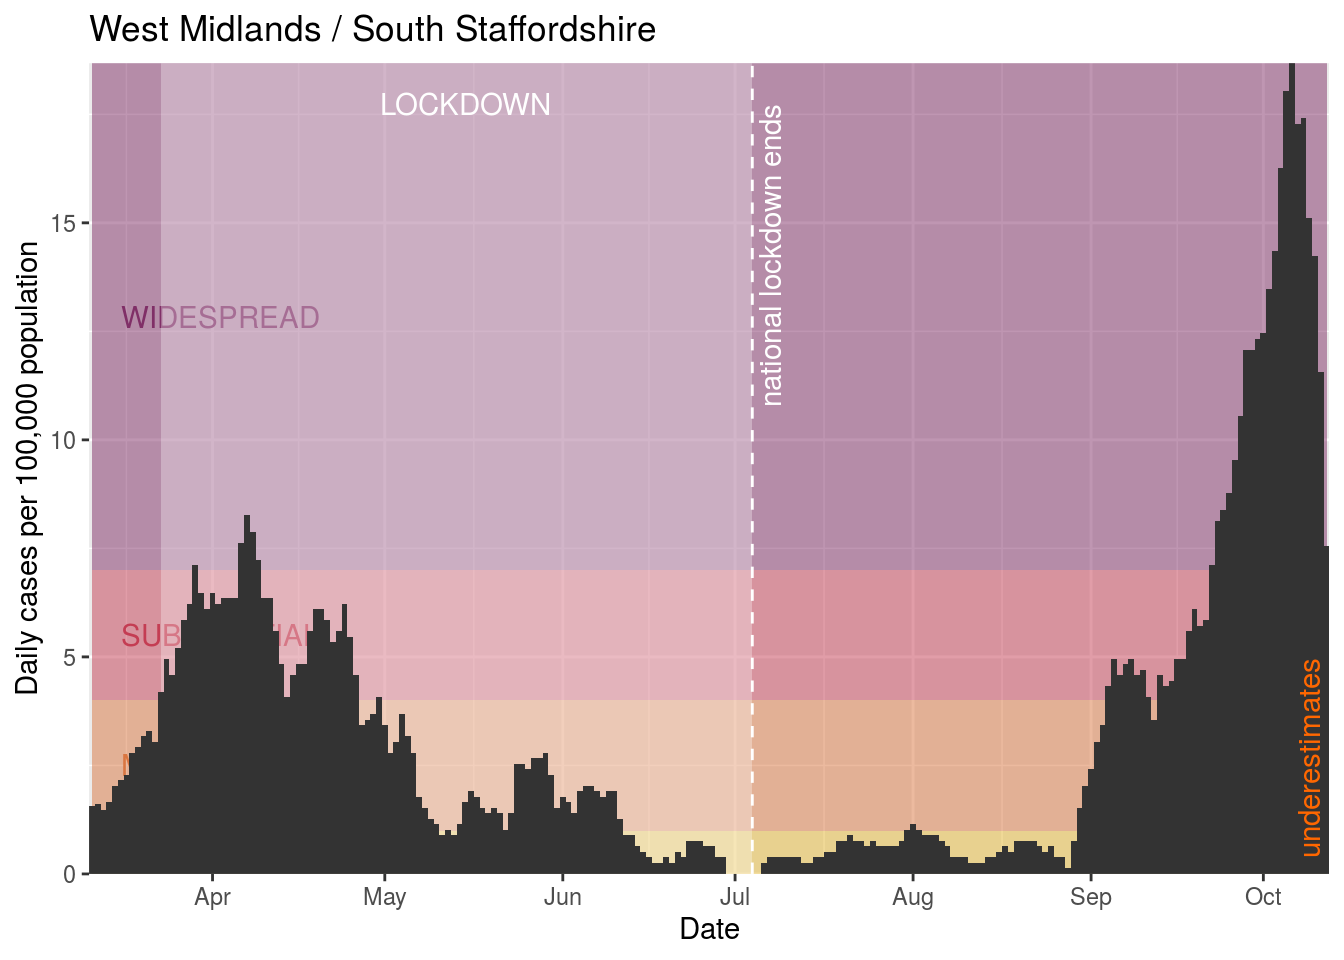 West Midlands / South Staffordshire
LOCKDOWN
national lockdown ends
WIDESPREAD
underestimates
Daily cases per 100,000 population
15
10
5
0
Apr
May
Jun
Jul
Aug
Sep
Oct
Date